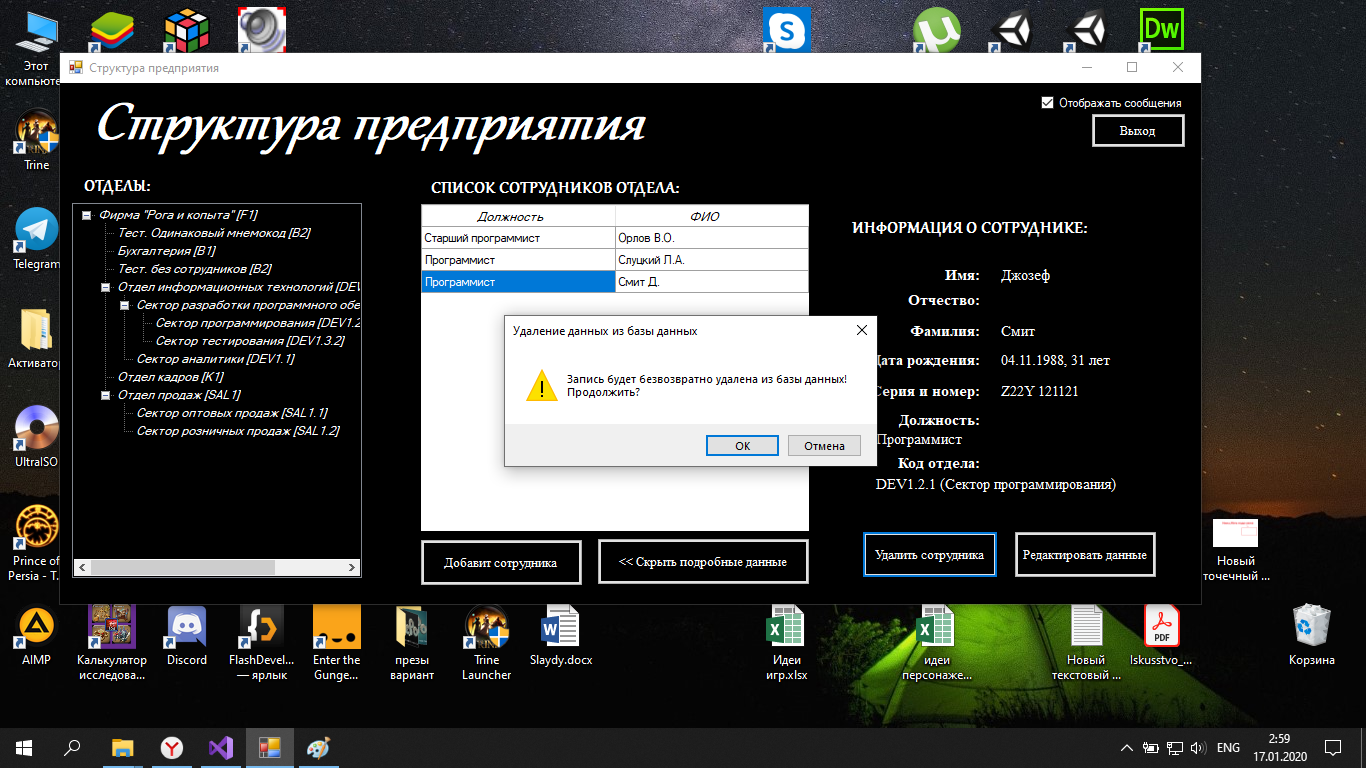 Этот
компьюте
S
µ
Dw
Структура предприятия
Структура предприятия
Отображать сообщения
Выход
ОТДЕЛЫ:
Фирма "Рога и копыта" [F1]
Тест. Одинаковый мнемокод [B2]
Бухгалтерия [B1]
Тест. без сотрудников [B2]
Отдел информационных технологий [DEV
Сектор разработки программного обе
Сектор программирования [DEV1.2
Сектор тестирования [DEV1.3.2]
Сектор аналитики [DEV1.1]
Отдел кадров [K1]
Отдел продаж [SAL1]
Сектор оптовых продаж [SAL1.1]
Сектор розничных продаж [SAL1.2]
СПИСОК СОТРУДНИКОВ ОТДЕЛА:
Должность ФИО
Старший программист Орлов В.О.
Программист Слуцкий Л.А.
Программист Смит Д.
Удаление данных из базы данных
Запись будет безвозвратно удалена из базы данных!
Продолжить?
ОК Отмена
ИНФОРМАЦИЯ О СОТРУДНИКЕ:
Имя: Джозеф
Отчество:
Фамилия: Смит
Дата рождения: 04.11.1988, 31 лет
Серия и номер: Z22Y 121121
Должность:
Программист
Код отдела:
DEV1.2.1 (Сектор программирования)
Добавит сотрудника
<< Скрыть подробные данные
Удалить сотрудника
Редактировать данные
Trine
Telegram
Активатор
UltraISO
Prince of
Persia - T...
Новый
точечный ...
AIMP
Калькулятор
исследова...
Discord
FlashDevel...
— ярлык
Enter the
Gunge...
презы
вариант
Trine
Launcher
Slaydy.docx
Идеи
игр.xlsx
идеи
персонаже...
Новый
текстовый ...
PDF
Iskusstvo_...
Корзина
ENG
2:59
17.01.2020